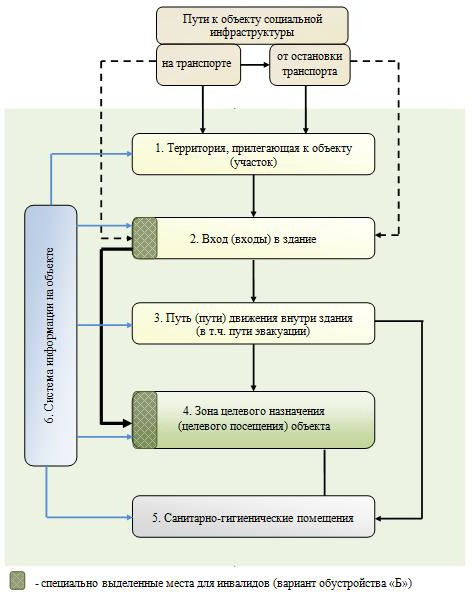 Пути к объекту социальной
инфраструктуры
на транспорте
от остановки
транспорта
1. Территория, прилегающая к объекту
(участок)
2. Вход (входы) в здание
3. Путь (пути) движения внутри здания
(в т.ч. пути эвакуации)
4. Зона целевого назначения
(целевого посещения) объекта
5. Санитарно-гигиенические помещения
6. Система информации на объекте
- специально выделенные места для инвалидов (вариант обустройства «Б»)